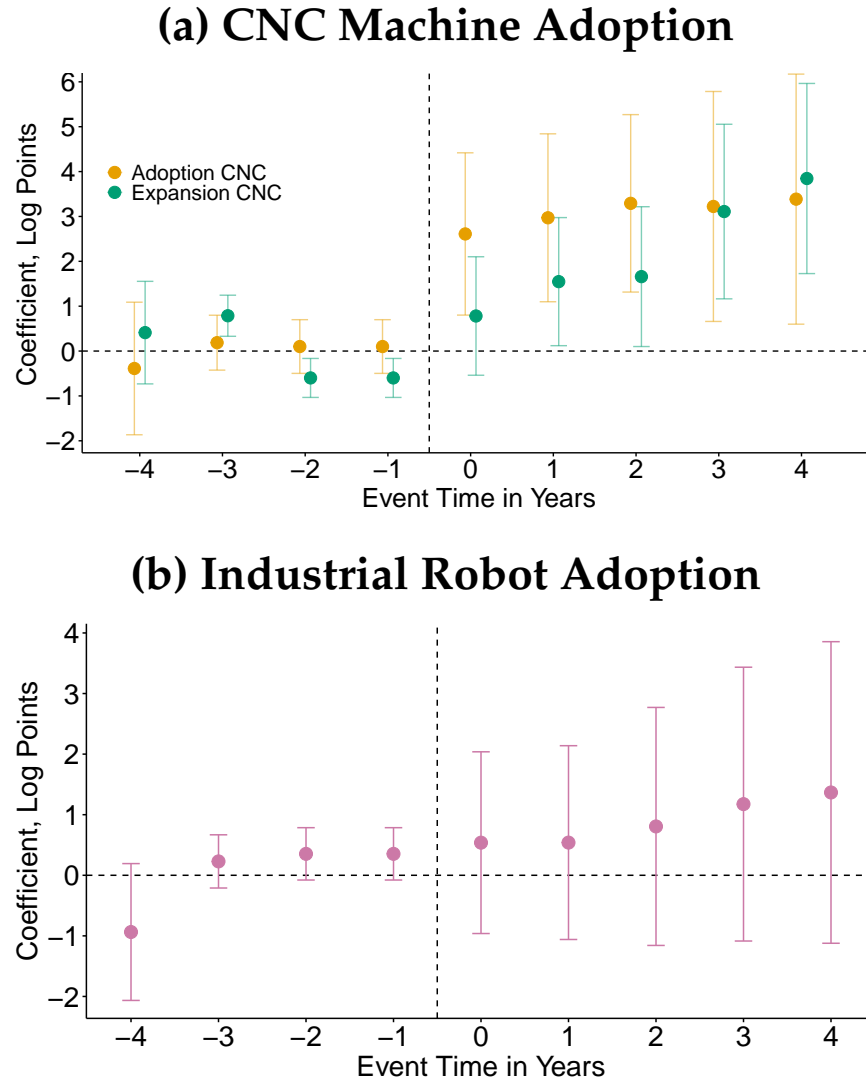 (a) CNC Machine Adoption
6
5
4
3
2
1
0
−1
−2
Coefficient, Log Points
Adoption CNC
Expansion CNC
−4 −3 −2 −1 0 1 2 3 4
Event Time in Years
(b) Industrial Robot Adoption
4
3
2
1
0
−1
−2
Coefficient, Log Points
−4 −3 −2 −1 0 1 2 3 4
Event Time in Years